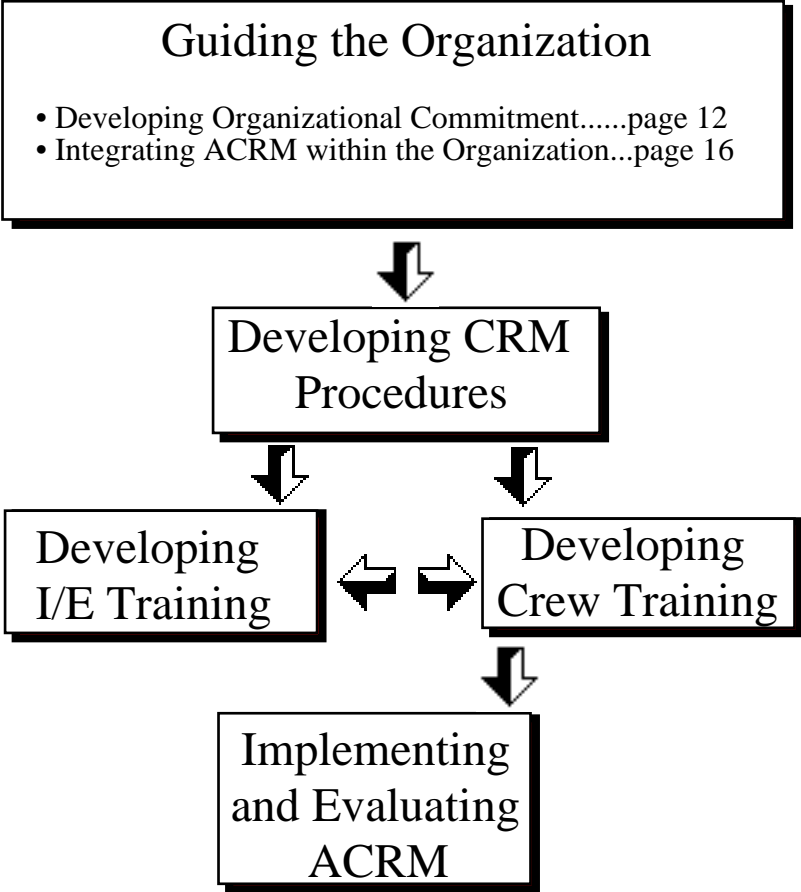 Guiding the Organization
• Developing Organizational Commitment......page 12
• Integrating ACRM within the Organization...page 16
Developing CRM
Procedures
Developing
I/E Training
Developing
Crew Training
Implementing
and Evaluating
ACRM